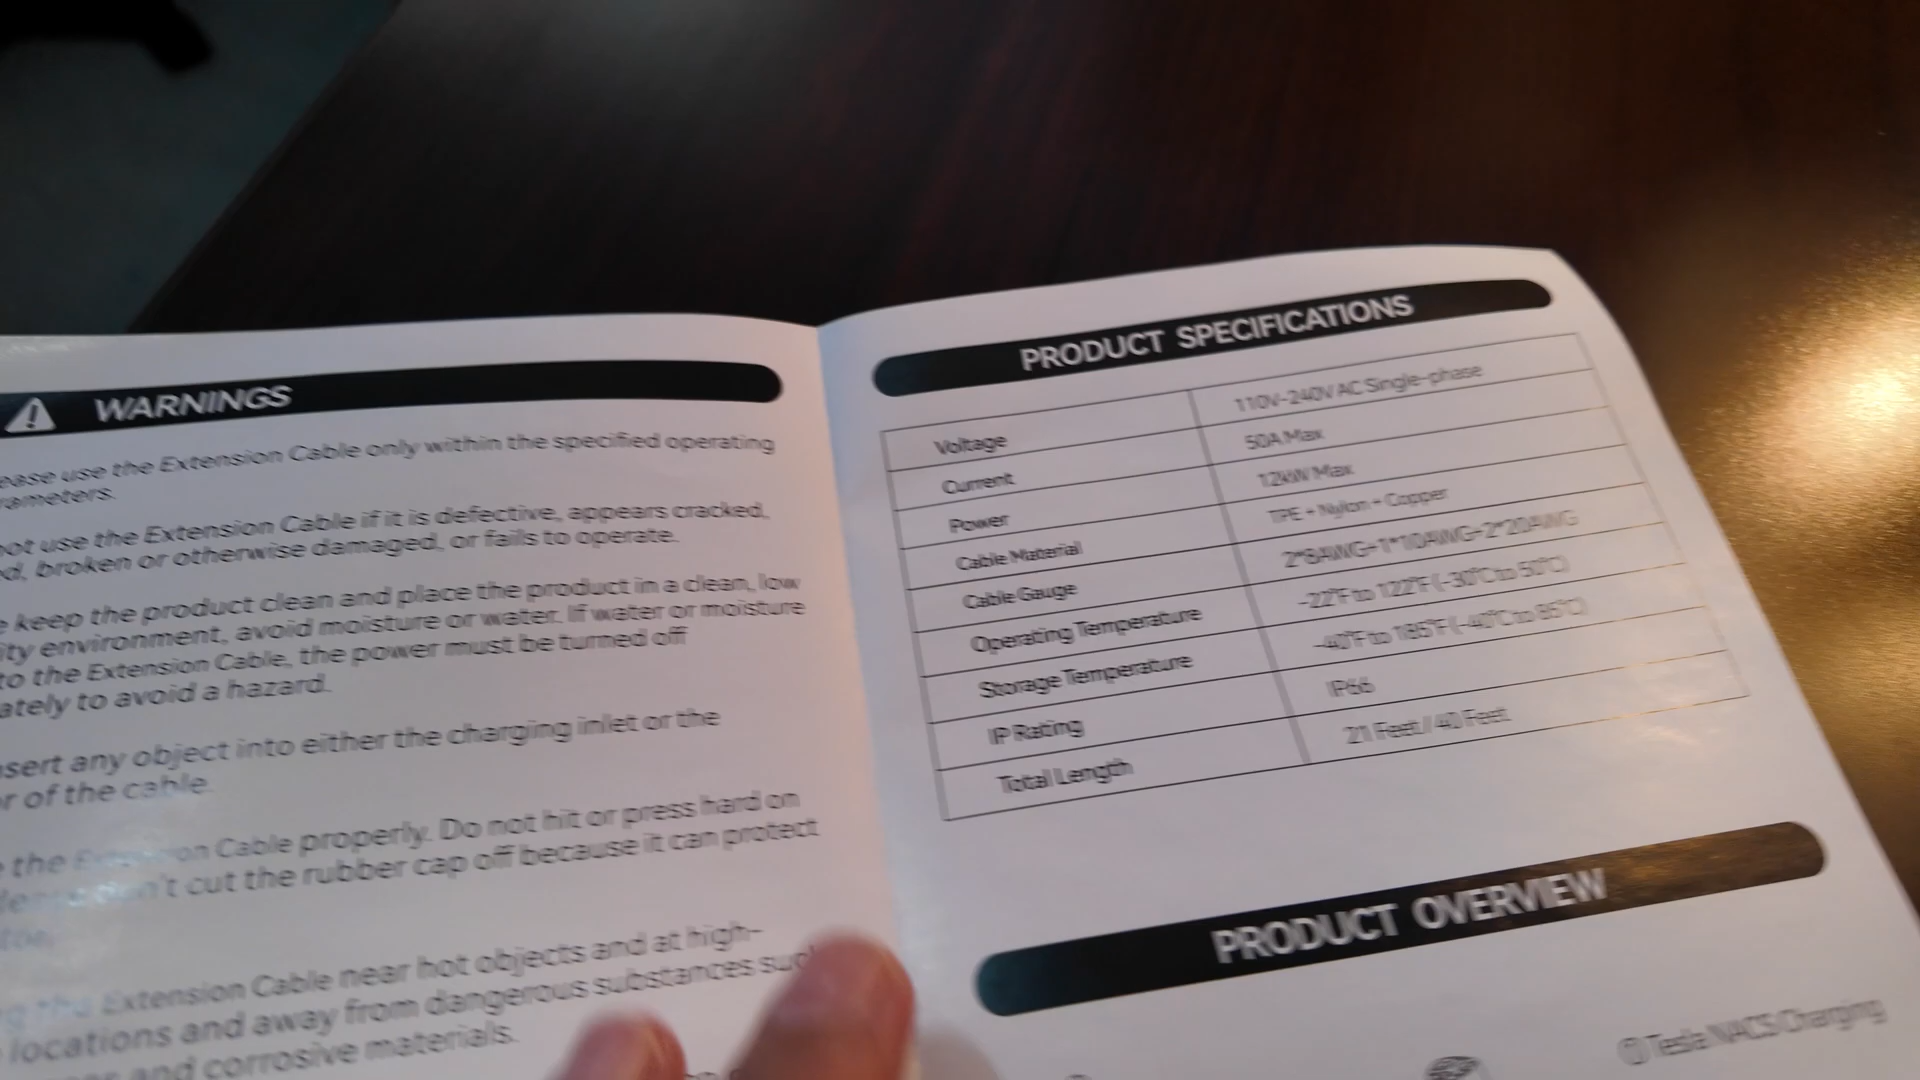 WARNINGS
ease use the Extension Cable only within the specified operating
rameters.
not use the Extension Cable if it is defective, appears cracked,
d, broken or otherwise damaged, or fails to operate.
keep the product clean and place the product in a clean, low
ity environment, avoid moisture or water. If water or moisture
to the Extension Cable, the power must be turned off
ately to avoid a hazard.
nsert any object into either the charging inlet or the
r of the cable.
the Extension Cable properly. Do not hit or press hard on
don't cut the rubber cap off because it can protect
tor.
g the Extension Cable near hot objects and at high-
locations and away from dangerous substances such
and corrosive materials.
PRODUCT SPECIFICATIONS
Voltage 110V-240V AC Single-phase
Current 50A Max
Power 12kW Max
Cable Material TPE + Nylon + Copper
Cable Gauge 2*8AWG+1*10AWG+2*20AWG
Operating Temperature -22°F to 122°F (-30°C to 50°C)
Storage Temperature -40°F to 185°F (-40°C to 85°C)
IP Rating IP66
Total Length 21 Feet / 40 Feet
PRODUCT OVERVIEW
① Tesla NACS Charging